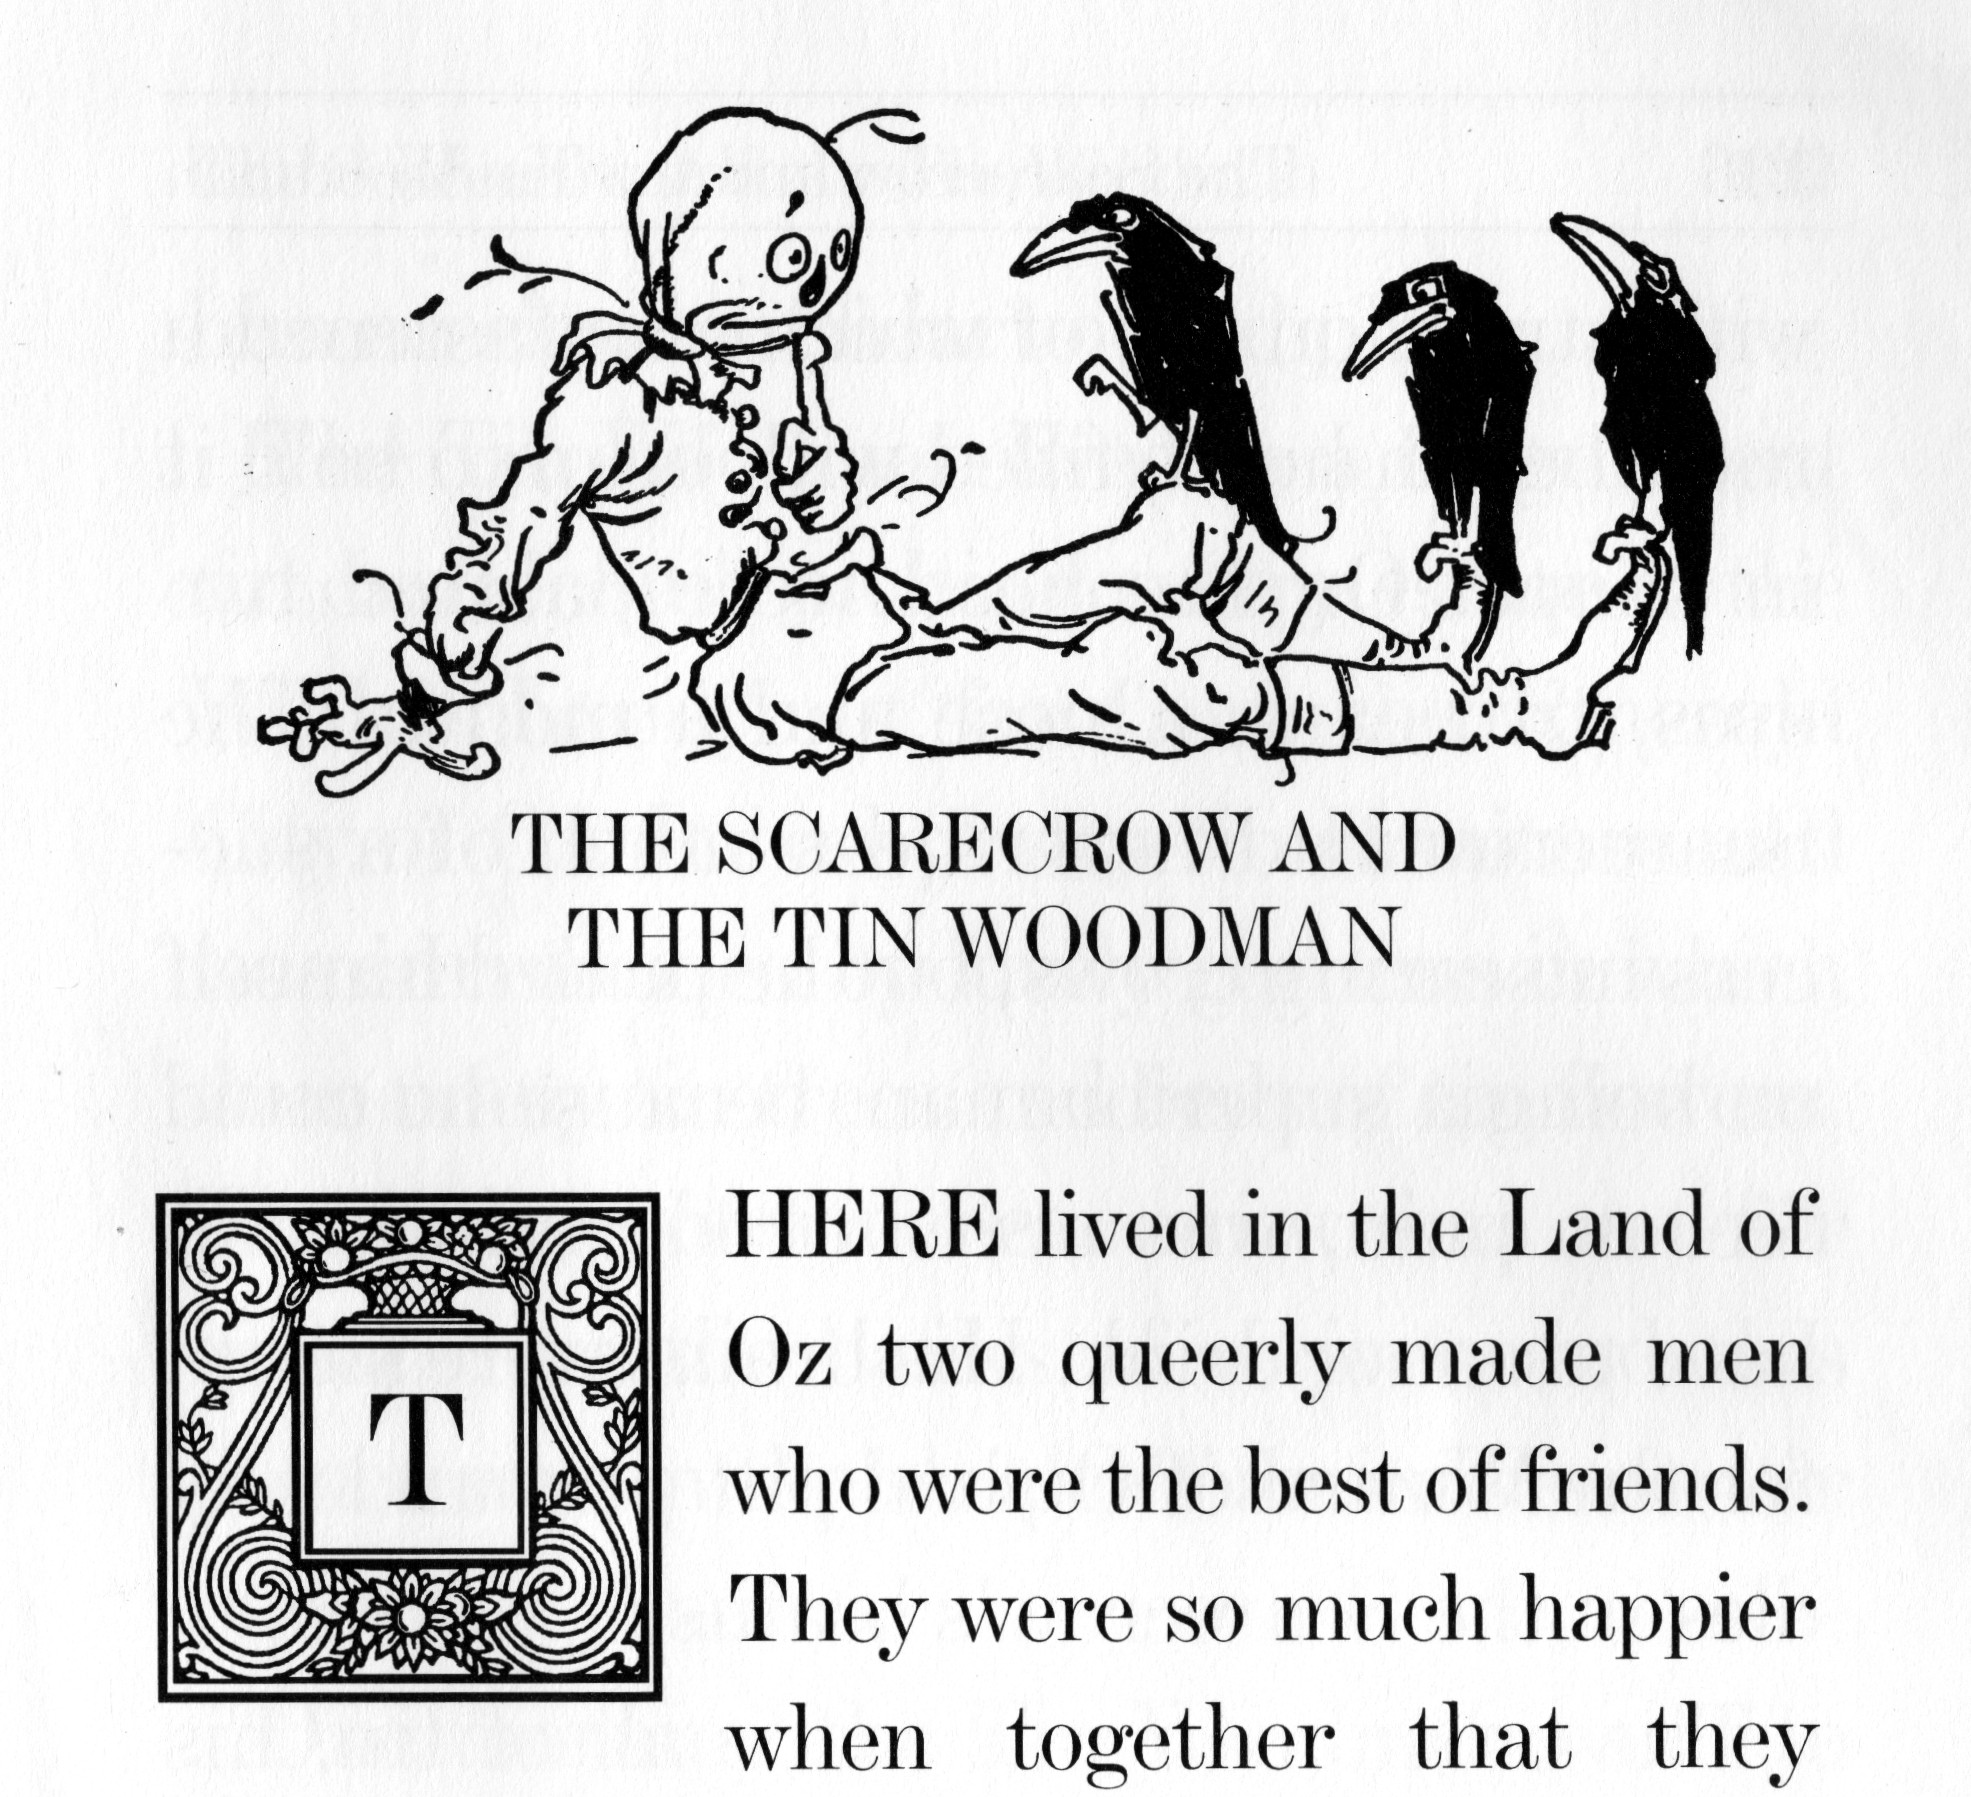 THE SCARECROW AND
THE TIN WOODMAN
THERE lived in the Land of
Oz two queerly made men
who were the best of friends.
They were so much happier
when together that they